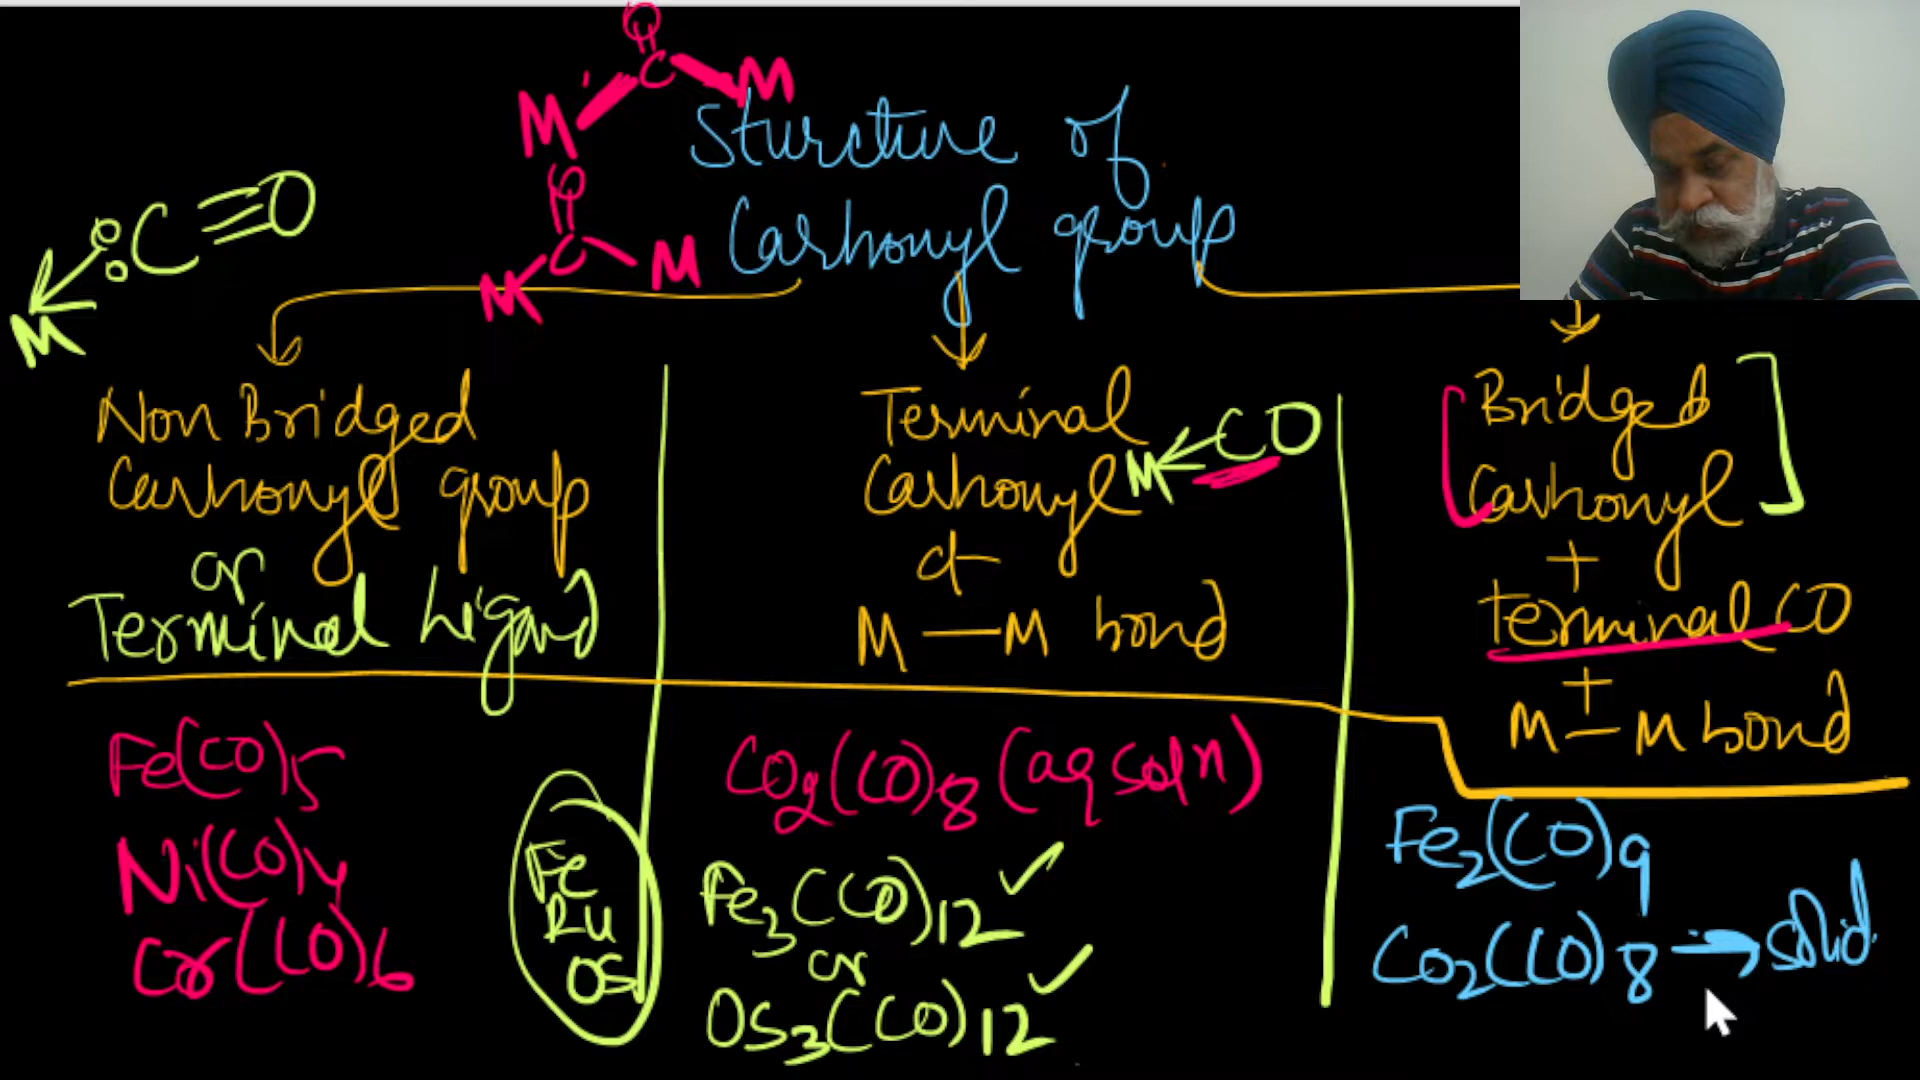 O
C
M M
Sturcture of
Carbonyl group
O
C
M M
M C≡O
Non Bridged
Carbonyl group
or
Terminal Ligand
Terminal
Carbonyl
M CO
&
M — M bond
Bridged
Carbonyl
+
terminal CO
+
M — M bond
Fe(CO)5
Ni(CO)4
Cr(CO)6
Fe
Ru
OS
CO2(CO)8 (aq soln)
Fe3(CO)12 ✓
or
OS3(CO)12 ✓
Fe2(CO)9
Co2(CO)8 → solid